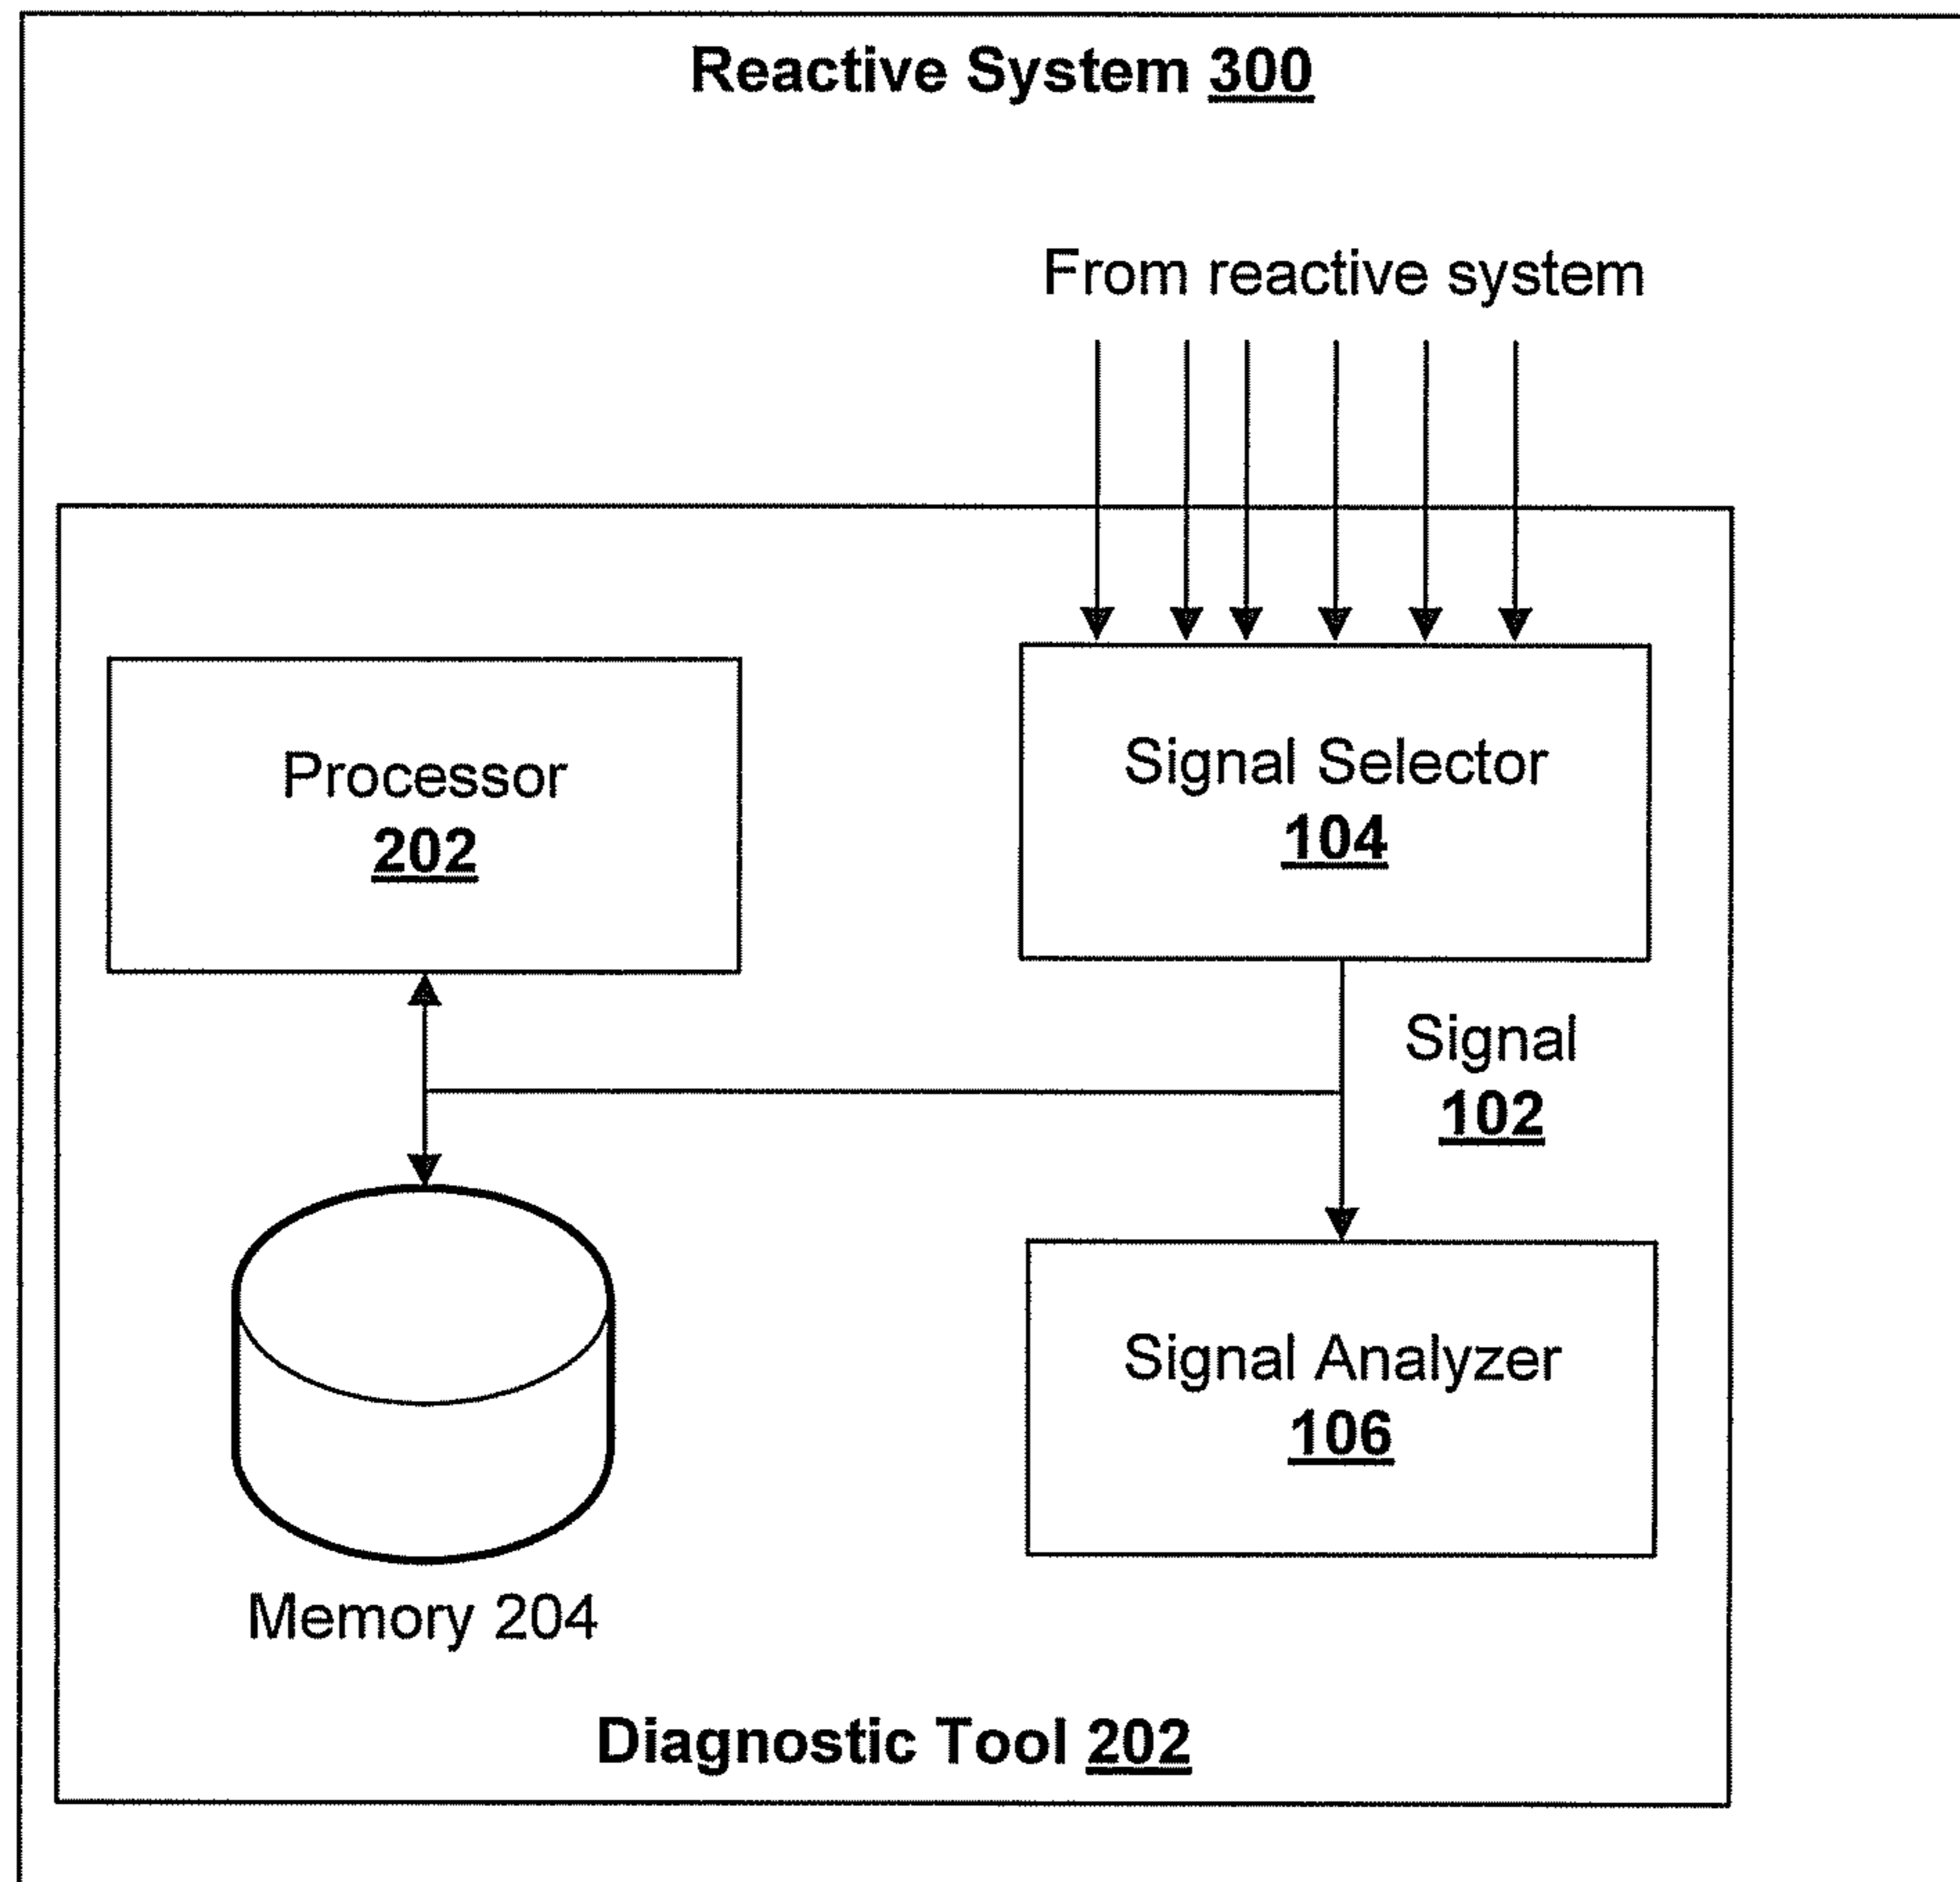 Reactive System 300
From reactive system
Processor
202
Signal Selector
104
Signal
102
Signal Analyzer
106
Memory 204
Diagnostic Tool 202